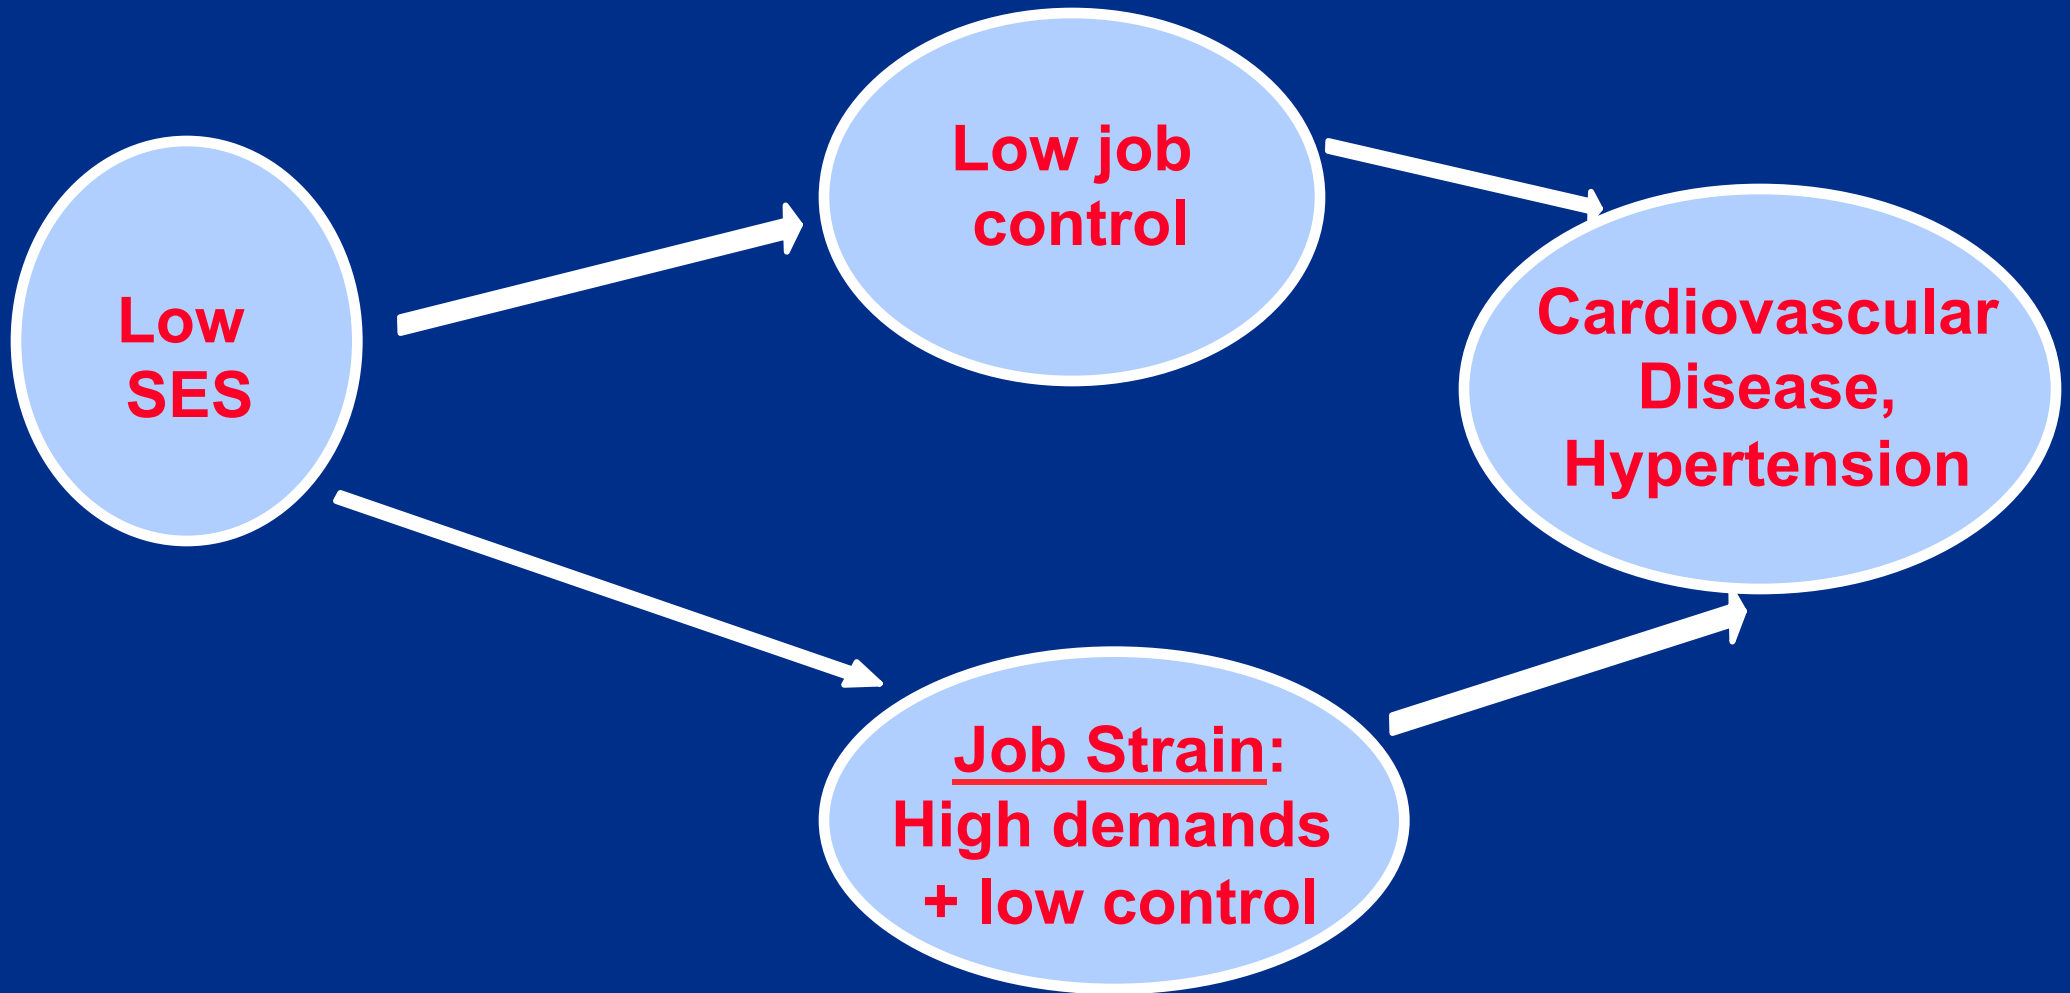 Low
SES
Low job
control
Cardiovascular
Disease,
Hypertension
Job Strain:
High demands
+ low control